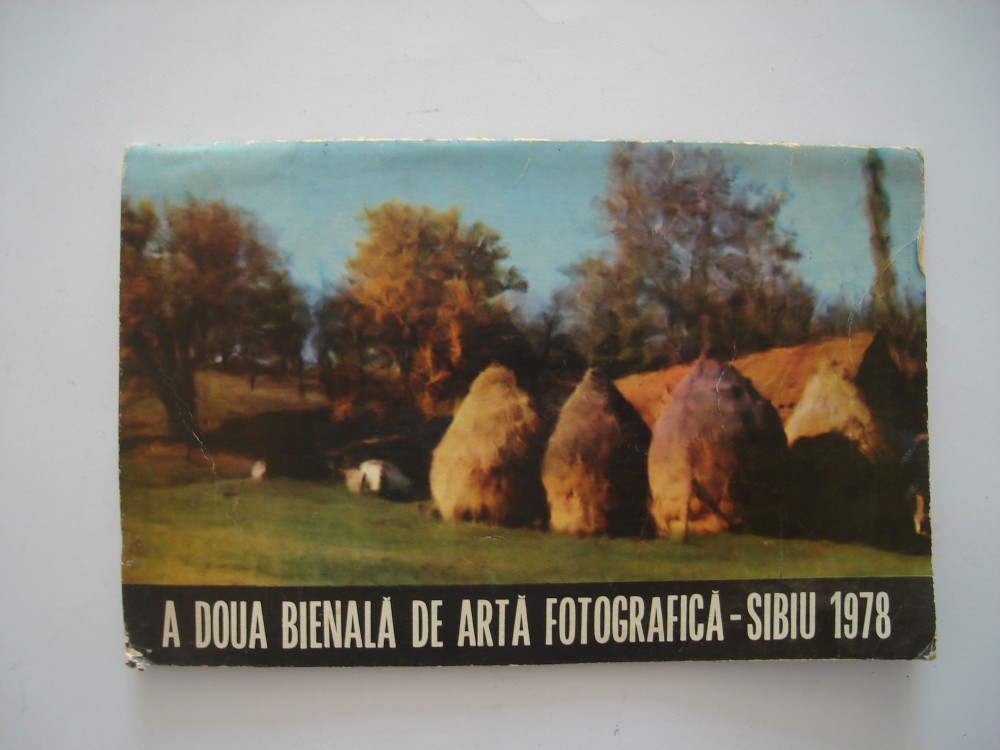 A DOUA BIENALĂ DE ARTĂ FOTOGRAFICĂ - SIBIU 1978